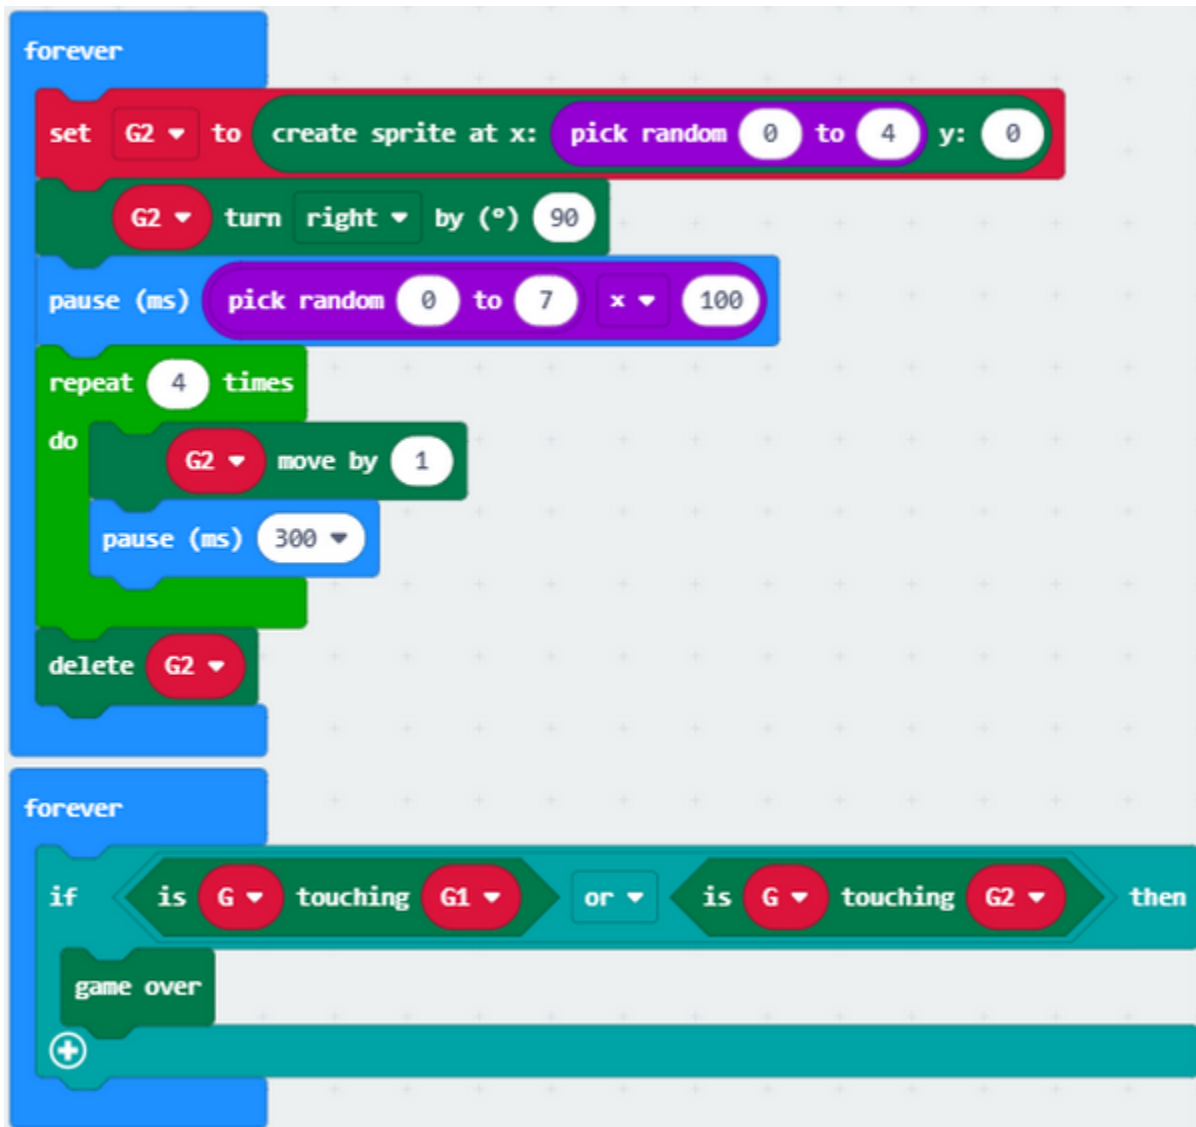 forever
set G2 to create sprite at x: pick random 0 to 4 y: 0
G2 turn right by (°) 90
pause (ms) pick random 0 to 7 x 100
repeat 4 times
do
G2 move by 1
pause (ms) 300
delete G2
forever
if is G touching G1 or is G touching G2 then
game over